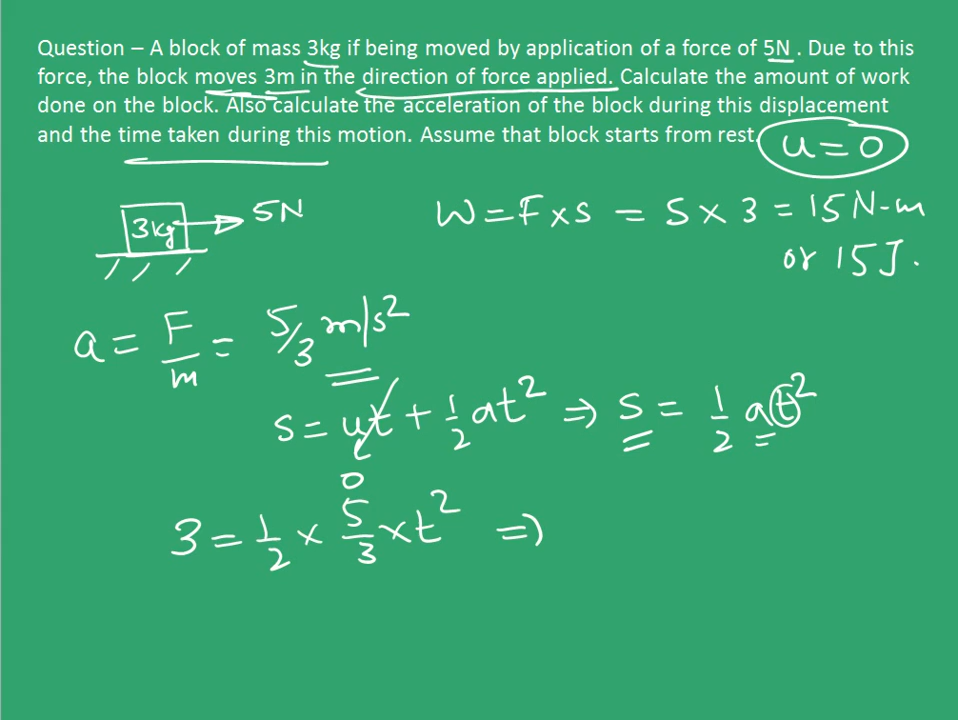 Question – A block of mass 3kg if being moved by application of a force of 5N . Due to this
force, the block moves 3m in the direction of force applied. Calculate the amount of work
done on the block. Also calculate the acceleration of the block during this displacement
and the time taken during this motion. Assume that block starts from rest. u=0
3kg 5N W=F×s = 5×3 = 15N-m
or 15J.
a = F/m = 5/3 m/s²
s = ut + 1/2 at² ⇒ s = 1/2 at²
0
3 = 1/2 × 5/3 × t² ⇒